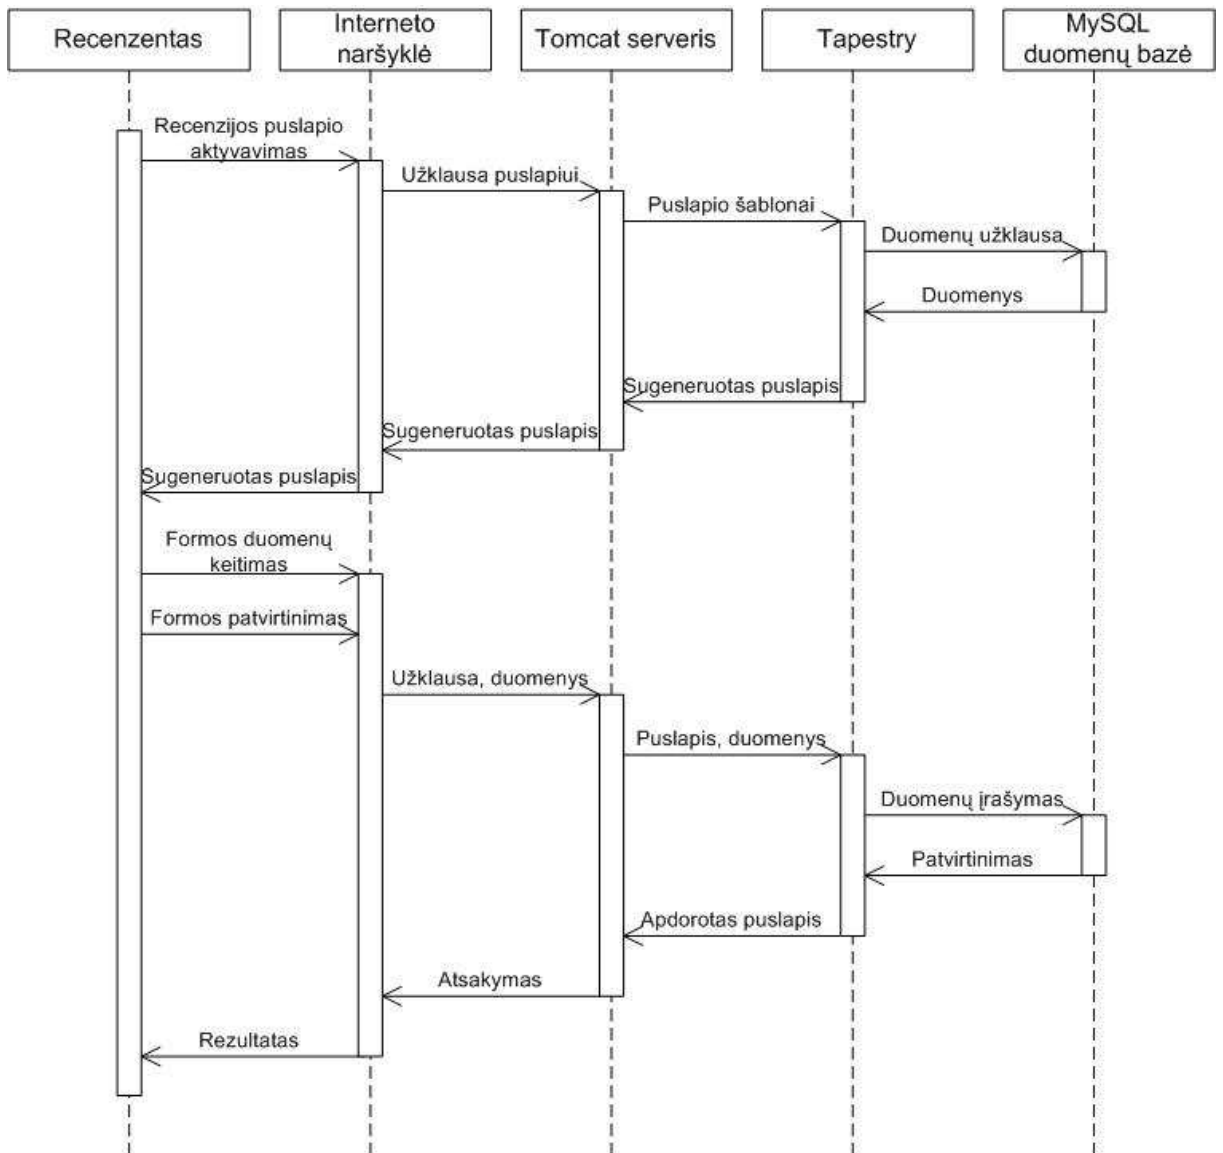 Recenzentas
Interneto
naršyklė
Tomcat serveris
Tapestry
MySQL
duomenų bazė
Recenzijos puslapio
aktyvavimas
Užklausa puslapiui
Puslapio šablonai
Duomenų užklausa
Duomenys
Sugeneruotas puslapis
Sugeneruotas puslapis
Sugeneruotas puslapis
Formos duomenų
keitimas
Formos patvirtinimas
Užklausa, duomenys
Puslapis, duomenys
Duomenų įrašymas
Patvirtinimas
Apdorotas puslapis
Atsakymas
Rezultatas